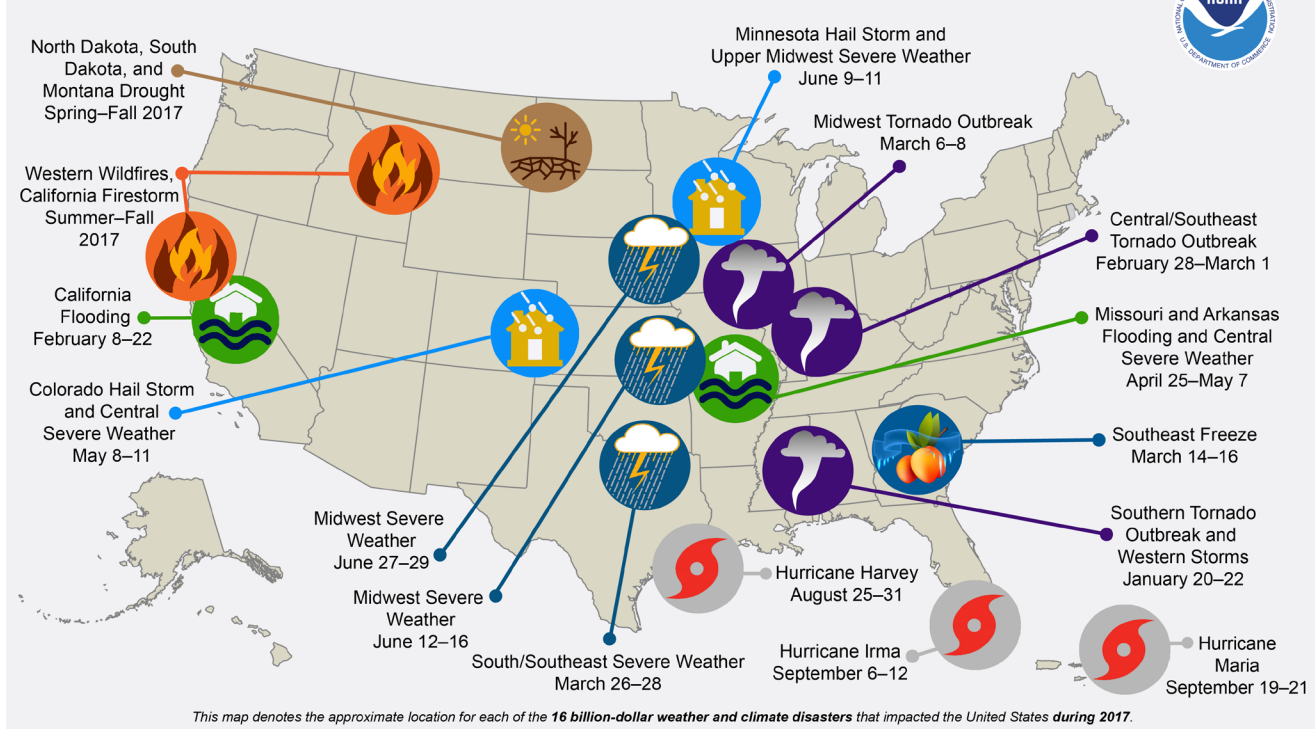 North Dakota, South
Dakota, and
Montana Drought
Spring–Fall 2017
Minnesota Hail Storm and
Upper Midwest Severe Weather
June 9–11
Midwest Tornado Outbreak
March 6–8
Western Wildfires,
California Firestorm
Summer–Fall
2017
Central/Southeast
Tornado Outbreak
February 28–March 1
California
Flooding
February 8–22
Missouri and Arkansas
Flooding and Central
Severe Weather
April 25–May 7
Colorado Hail Storm
and Central
Severe Weather
May 8–11
Southeast Freeze
March 14–16
Midwest Severe
Weather
June 27–29
Southern Tornado
Outbreak and
Western Storms
January 20–22
Midwest Severe
Weather
June 12–16
Hurricane Harvey
August 25–31
South/Southeast Severe Weather
March 26–28
Hurricane Irma
September 6–12
Hurricane
Maria
September 19–21
This map denotes the approximate location for each of the 16 billion-dollar weather and climate disasters that impacted the United States during 2017.
U.S. DEPARTMENT OF COMMERCE